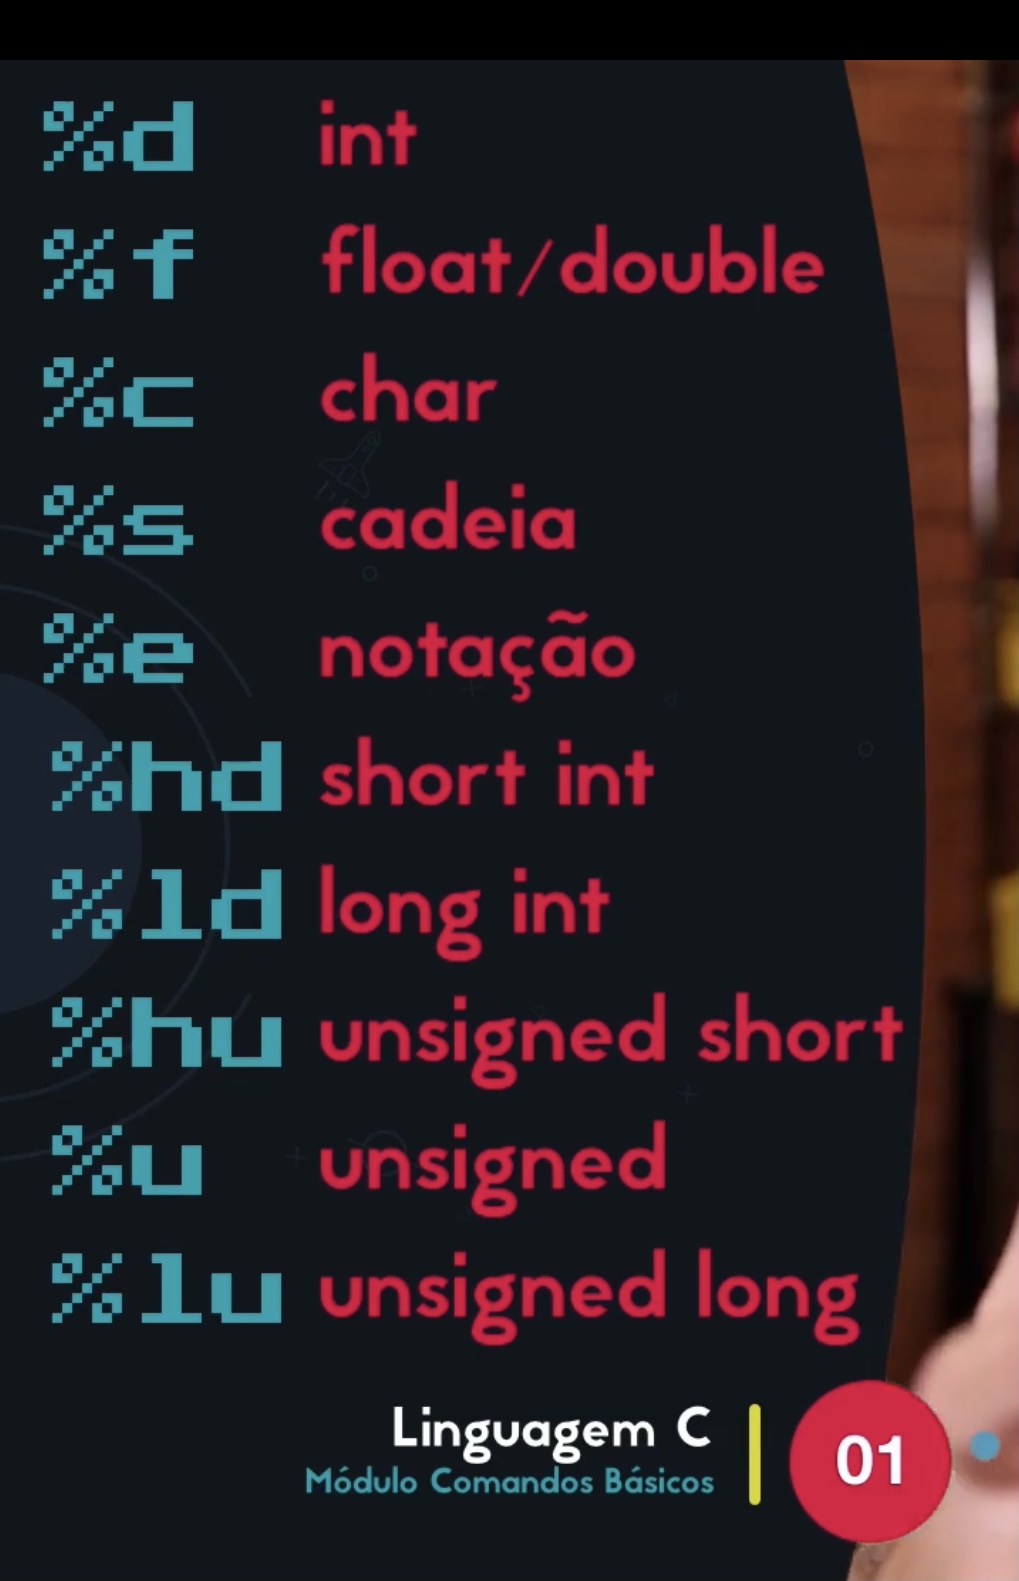 %d int
%f float/double
%c char
%s cadeia
%e notação
%hd short int
%ld long int
%hu unsigned short
%u unsigned
%lu unsigned long
Linguagem C
Módulo Comandos Básicos
01